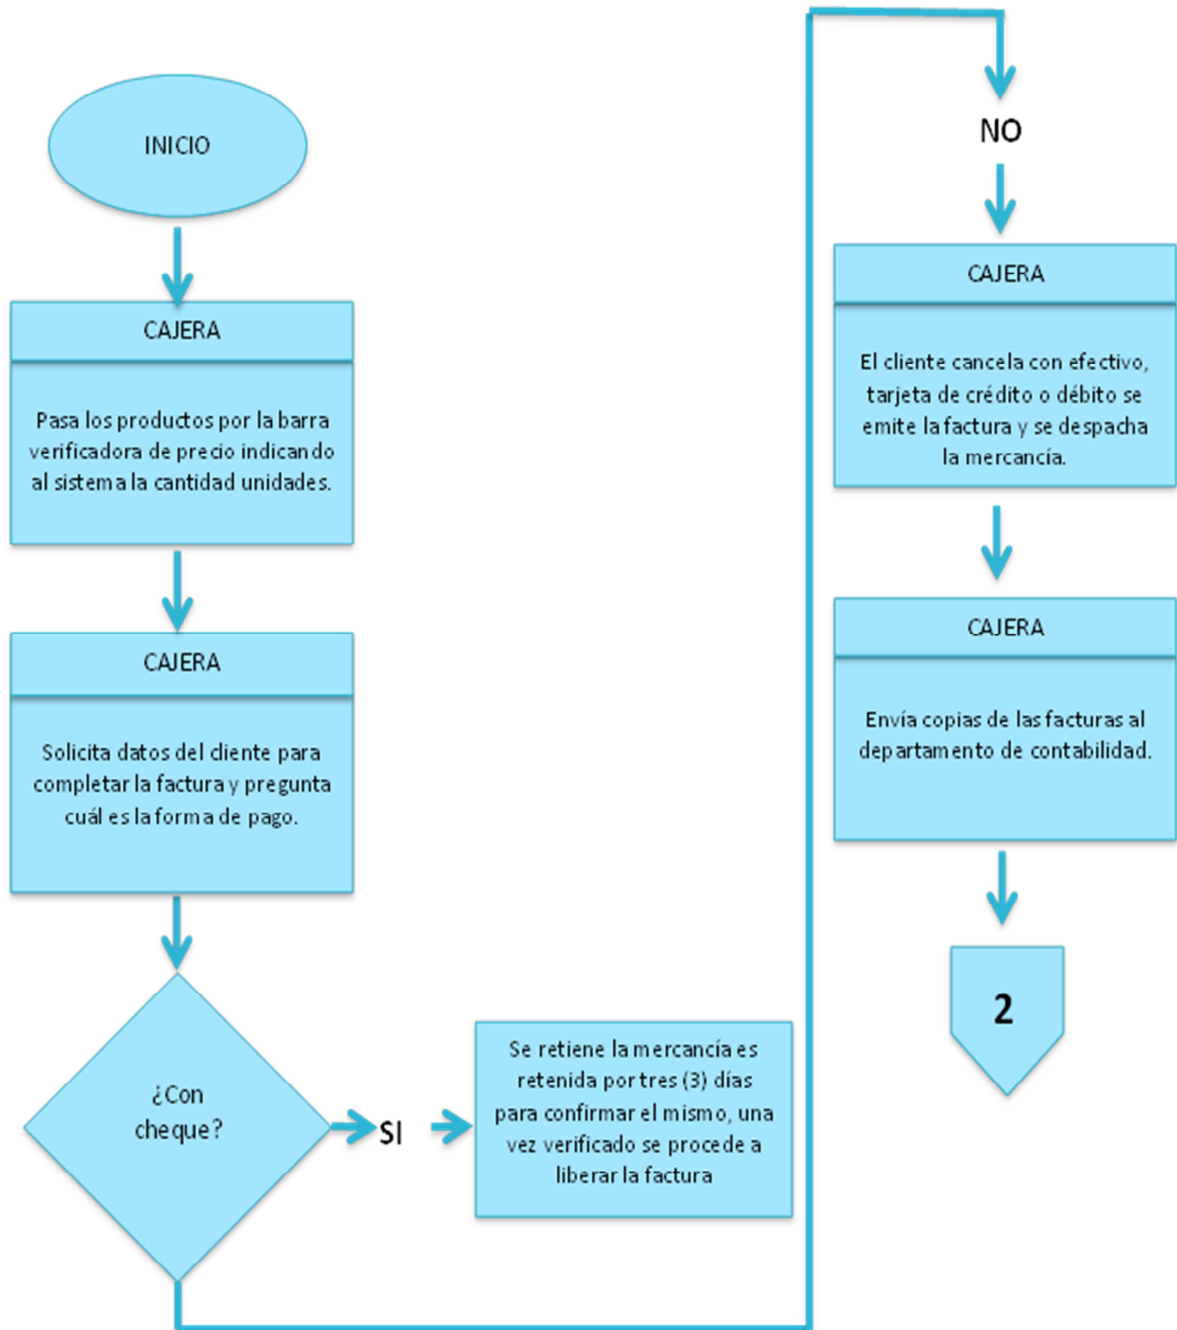 INICIO
CAJERA
Pasa los productos por la barra
verificadora de precio indicando
al sistema la cantidad unidades.
CAJERA
Solicita datos del cliente para
completar la factura y pregunta
cuál es la forma de pago.
¿Con
cheque?
SI
Se retiene la mercancía es
retenida por tres (3) días
para confirmar el mismo, una
vez verificado se procede a
liberar la factura
NO
CAJERA
El cliente cancela con efectivo,
tarjeta de crédito o débito se
emite la factura y se despacha
la mercancía.
CAJERA
Envía copias de las facturas al
departamento de contabilidad.
2